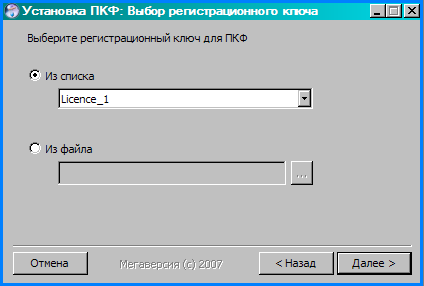 Установка ПКФ: Выбор регистрационного ключа
Выберите регистрационный ключ для ПКФ
Из списка
Licence_1
Из файла
...
Отмена
Мегаверсия (c) 2007
< Назад
Далее >